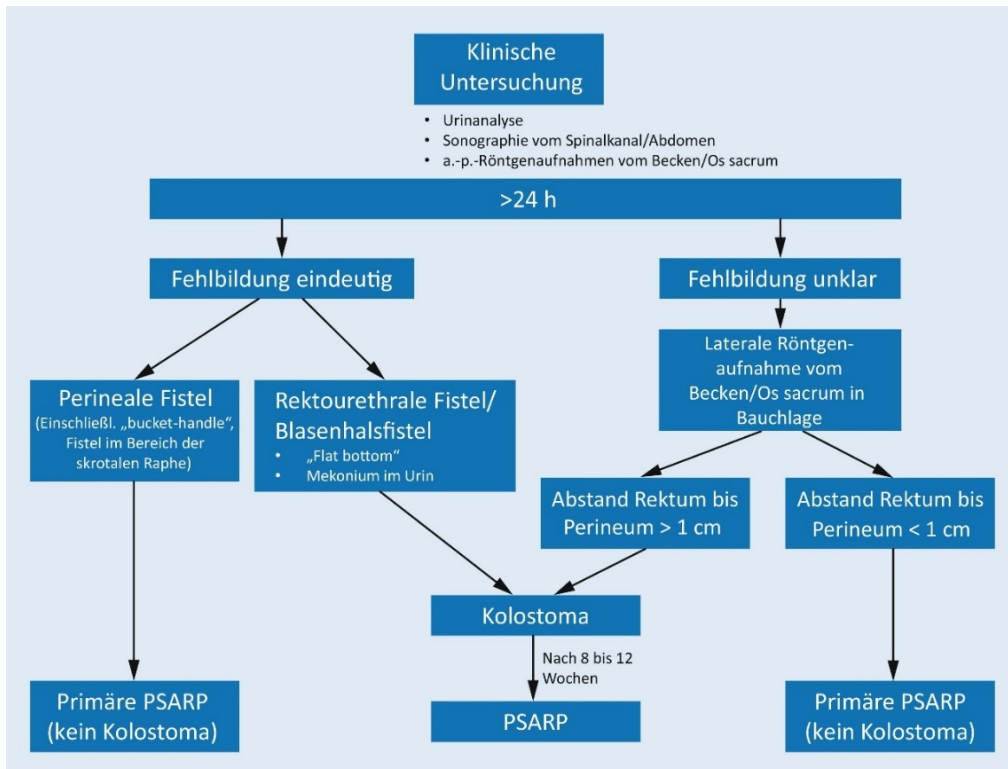 Klinische
Untersuchung
• Urinanalyse
• Sonographie vom Spinalkanal/Abdomen
• a.-p.-Röntgenaufnahmen vom Becken/Os sacrum
>24 h
Fehlbildung eindeutig
Fehlbildung unklar
Perineale Fistel
(Einschließl. „bucket-handle“,
Fistel im Bereich der
skrotalen Raphe)
Rektourethrale Fistel/
Blasenhalsfistel
• „Flat bottom“
• Mekonium im Urin
Laterale Röntgen-
aufnahme vom
Becken/Os sacrum in
Bauchlage
Abstand Rektum bis
Perineum > 1 cm
Abstand Rektum bis
Perineum < 1 cm
Kolostoma
Nach 8 bis 12
Wochen
Primäre PSARP
(kein Kolostoma)
PSARP
Primäre PSARP
(kein Kolostoma)